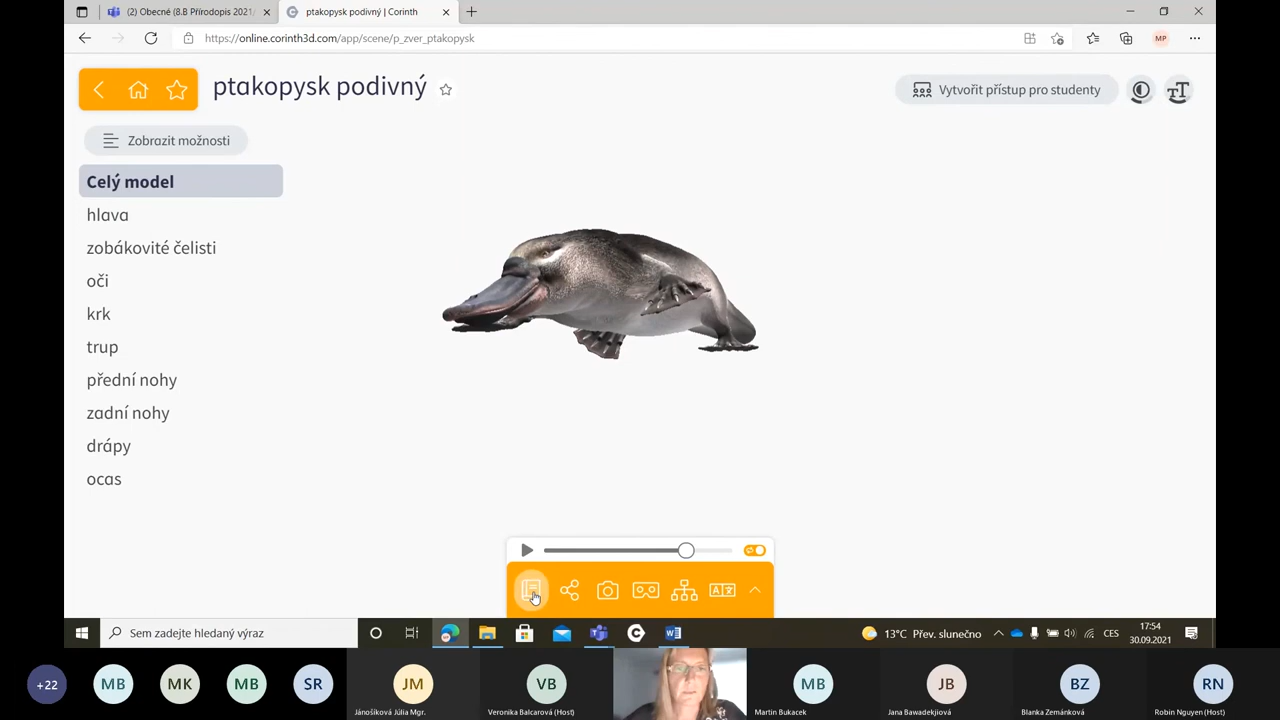 (2) Obecné (8.B Přírodopis 2021/
ptakopysk podivný | Corinth
https://online.corinth3d.com/app/scene/p_zver_ptakopysk
MP
ptakopysk podivný
Vytvořit přístup pro studenty
Zobrazit možnosti
Celý model
hlava
zobákovité čelisti
oči
krk
trup
přední nohy
zadní nohy
drápy
ocas
Sem zadejte hledaný výraz
13°C Přev. slunečno
CES
17:54
30.09.2021
+22
MB
MK
MB
SR
JM
VB
MB
JB
BZ
RN
Jánošíková Júlia Mgr.
Veronika Balcarová (Host)
Martin Bukacek
Jana Bawadekjiová
Blanka Zemánková
Robin Nguyen (Host)